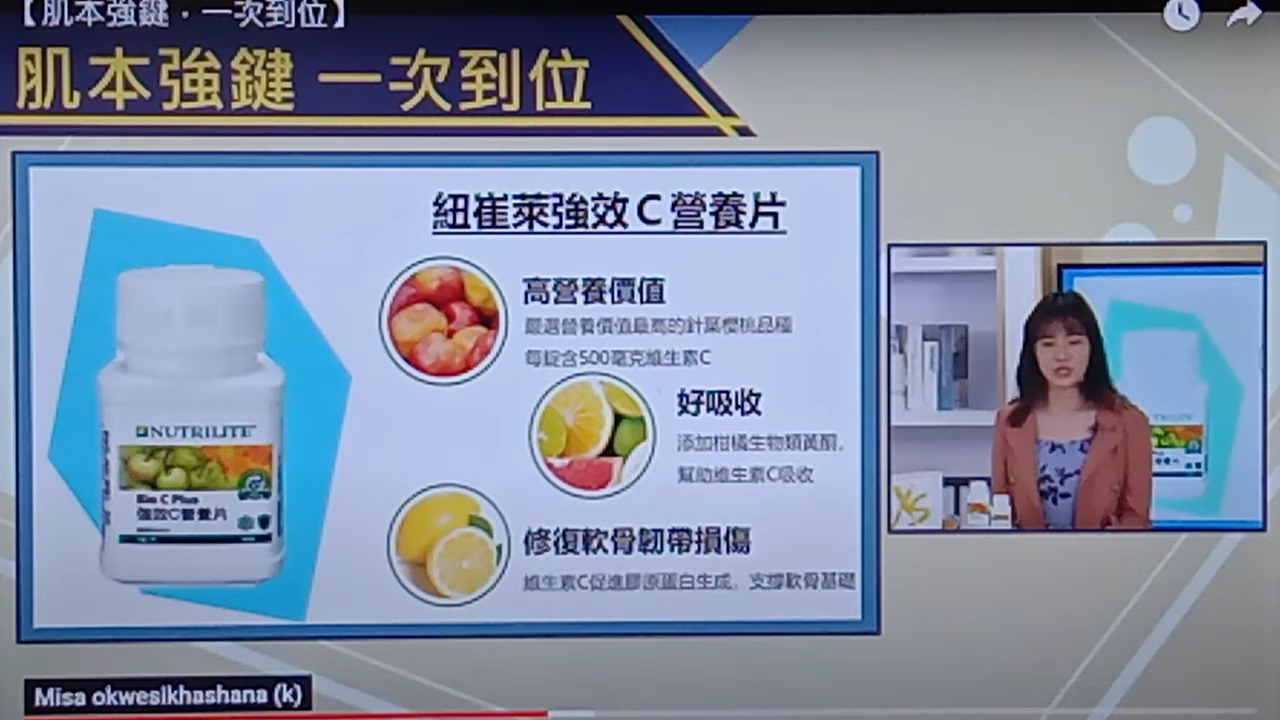 【肌本強鍵・一次到位】
肌本強鍵 一次到位
紐崔萊強效C營養片
高營養價值
嚴選營養價值最高的針葉櫻桃品種
每錠含500毫克維生素C
好吸收
添加柑橘生物類黃酮，
幫助維生素C吸收
修復軟骨韌帶損傷
維生素C促進膠原蛋白生成，支撐軟骨基礎
NUTRILITE
Bio C Plus
強效C營養片
XS
Misa okwesikhashana (k)